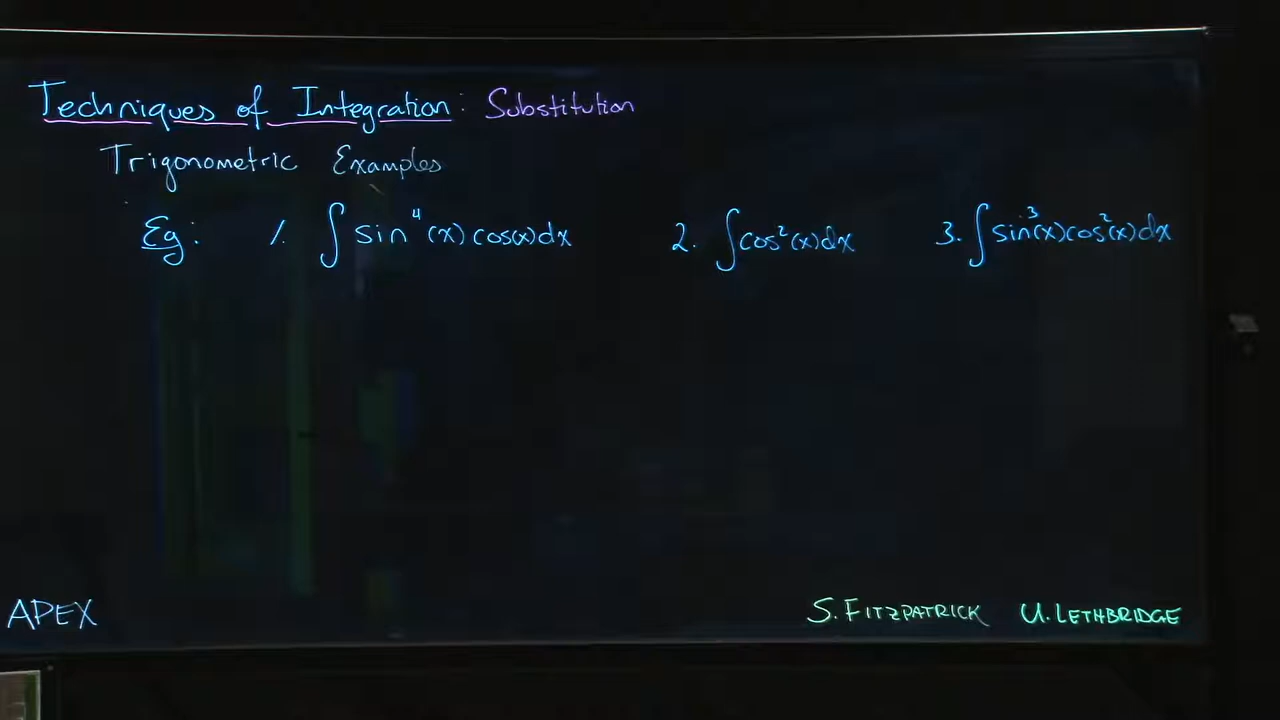 Techniques of Integration: Substitution
Trigonometric Examples
Eg: 1. ∫ sin⁴(x) cos(x) dx 2. ∫ cos²(x) dx 3. ∫ sin³(x) cos²(x) dx
APEX S. FITZPATRICK U. LETHBRIDGE